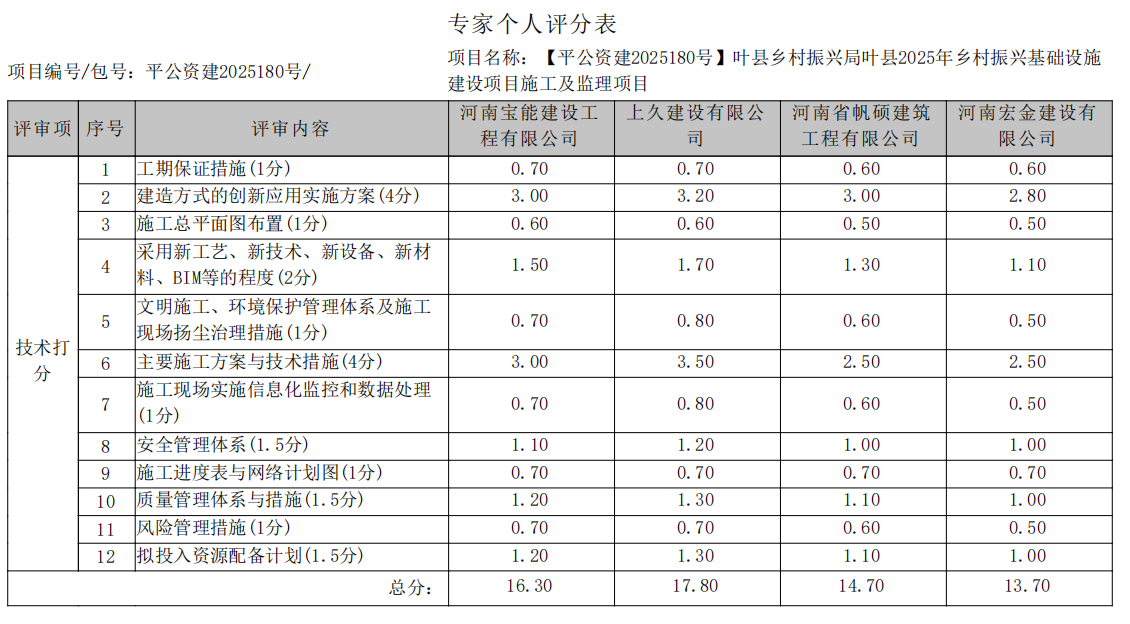 专家个人评分表
项目编号/包号：平公资建2025180号/
项目名称：【平公资建2025180号】叶县乡村振兴局叶县2025年乡村振兴基础设施
建设项目施工及监理项目
评审项 序号 评审内容 河南宝能建设工 上久建设有限公 河南省帆硕建筑 河南宏金建设有
程有限公司 司 工程有限公司 限公司
技术打
分
1 工期保证措施(1分) 0.70 0.70 0.60 0.60
2 建造方式的创新应用实施方案(4分) 3.00 3.20 3.00 2.80
3 施工总平面图布置(1分) 0.60 0.60 0.50 0.50
4 采用新工艺、新技术、新设备、新材
料、BIM等的程度(2分) 1.50 1.70 1.30 1.10
5 文明施工、环境保护管理体系及施工
现场扬尘治理措施(1分) 0.70 0.80 0.60 0.50
6 主要施工方案与技术措施(4分) 3.00 3.50 2.50 2.50
7 施工现场实施信息化监控和数据处理
(1分) 0.70 0.80 0.60 0.50
8 安全管理体系(1.5分) 1.10 1.20 1.00 1.00
9 施工进度表与网络计划图(1分) 0.70 0.70 0.70 0.70
10 质量管理体系与措施(1.5分) 1.20 1.30 1.10 1.00
11 风险管理措施(1分) 0.70 0.70 0.60 0.50
12 拟投入资源配备计划(1.5分) 1.20 1.30 1.10 1.00
总分： 16.30 17.80 14.70 13.70